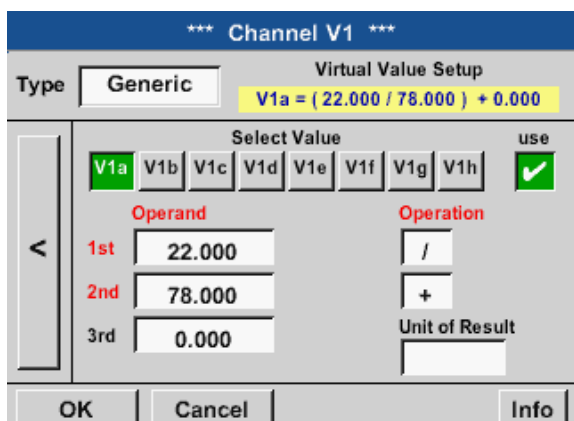 *** Channel V1 ***
Type Generic
Virtual Value Setup
V1a = ( 22.000 / 78.000 ) + 0.000
Select Value use
V1a V1b V1c V1d V1e V1f V1g V1h ✔
Operand Operation
< 1st 22.000 /
2nd 78.000 +
3rd 0.000 Unit of Result
OK Cancel Info